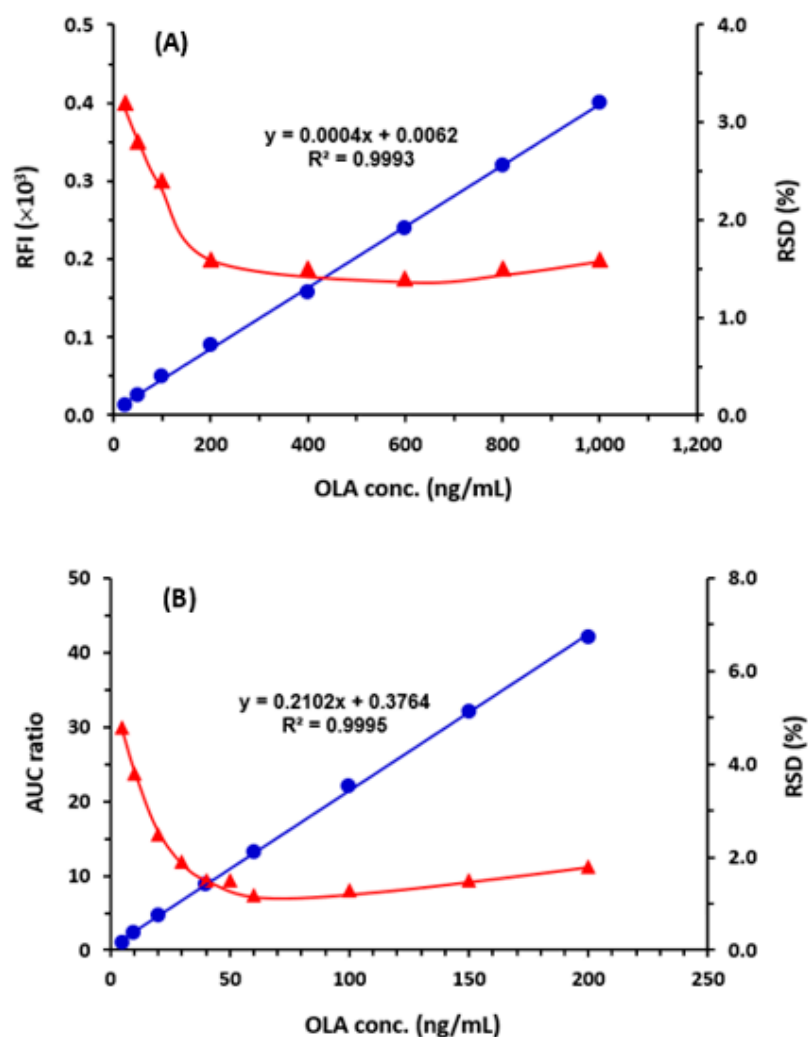 (A)
0.5
0.4
0.3
0.2
0.1
0.0
RFI (×10³)
y = 0.0004x + 0.0062
R² = 0.9993
4.0
3.0
2.0
1.0
0.0
RSD (%)
0 200 400 600 800 1,000 1,200
OLA conc. (ng/mL)
(B)
50
40
30
20
10
0
AUC ratio
y = 0.2102x + 0.3764
R² = 0.9995
8.0
6.0
4.0
2.0
0.0
RSD (%)
0 50 100 150 200 250
OLA conc. (ng/mL)